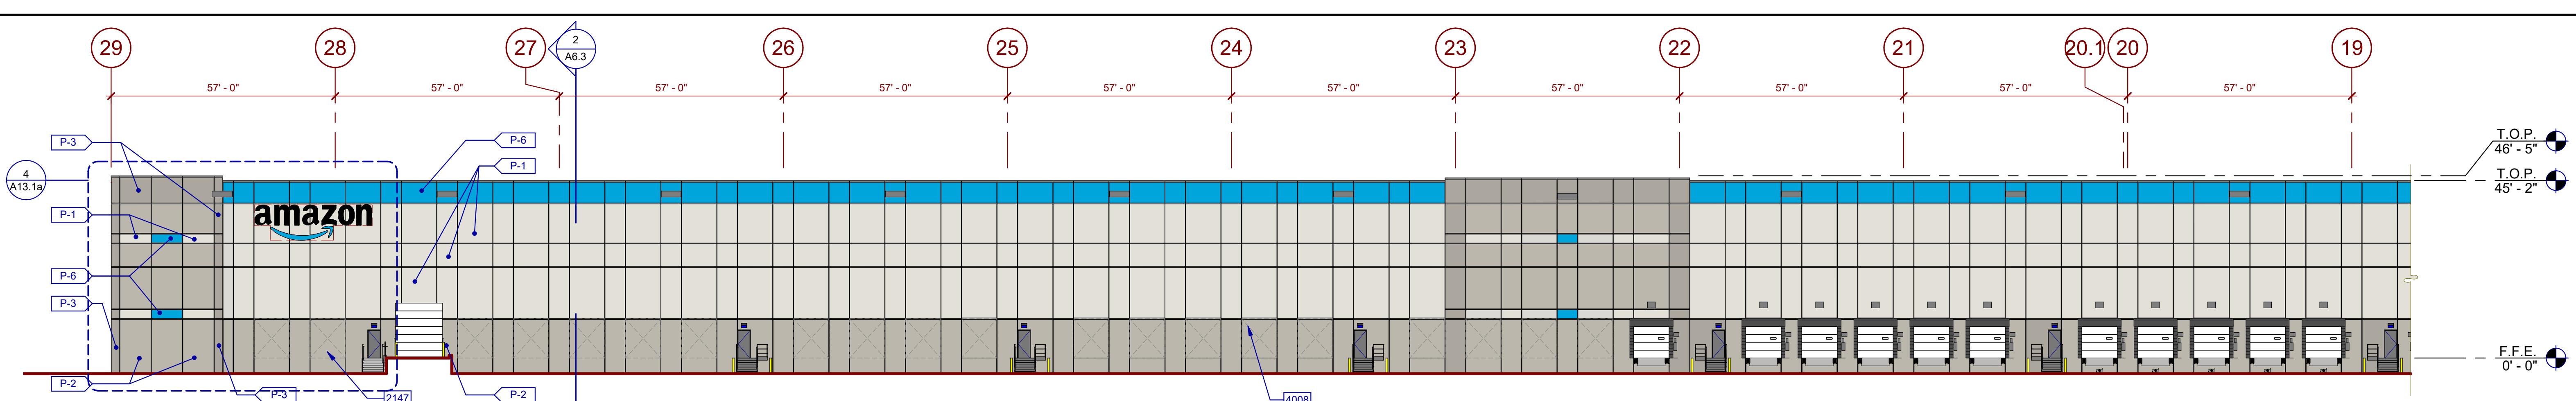 29 28 27 26 25 24 23 22 21 20.1 20 19
2
A6.3
57' - 0" 57' - 0" 57' - 0" 57' - 0" 57' - 0" 57' - 0" 57' - 0" 57' - 0" 57' - 0" 57' - 0"
P-3
P-6
P-1
T.O.P.
46' - 5"
4
A13.1a
T.O.P.
45' - 2"
P-1
amazon
P-6
P-3
F.F.E.
0' - 0"
P-2
P-3
2147
P-2
4008